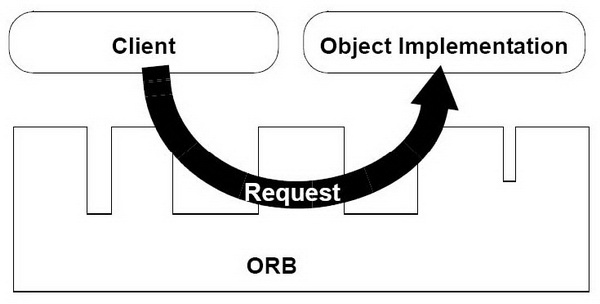 Client
Object Implementation
Request
ORB